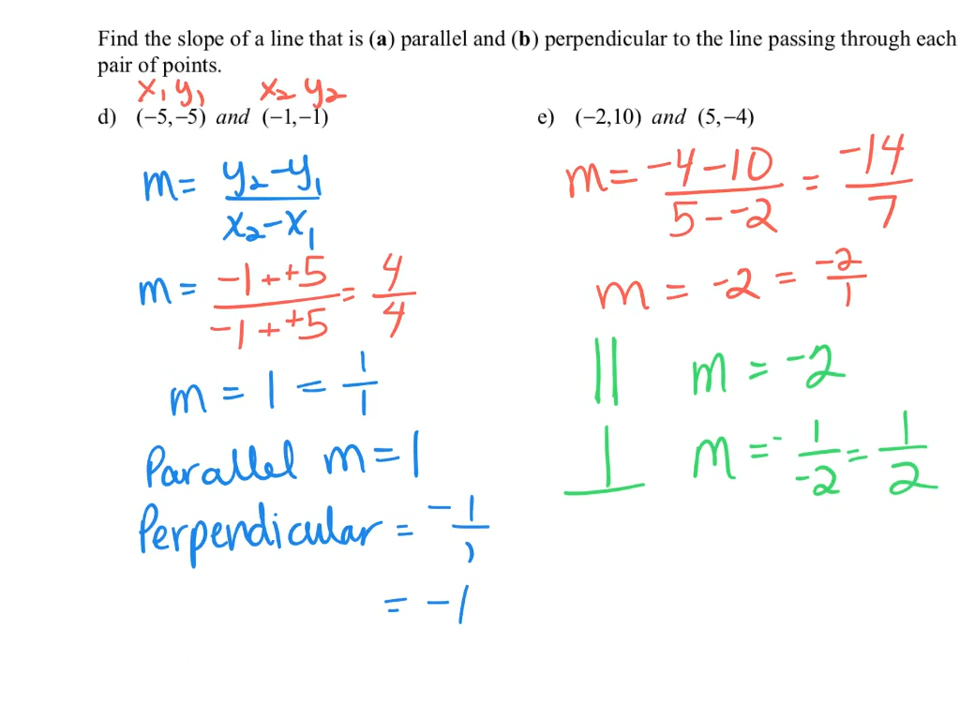 Find the slope of a line that is (a) parallel and (b) perpendicular to the line passing through each
pair of points.
x₁ y₁ x₂ y₂
d) (−5,−5) and (−1,−1)
m = (y₂−y₁)/(x₂−x₁)
m = (−1 + +5)/(−1 + +5) = 4/4
m = 1 = 1/1
Parallel m = 1
Perpendicular = −1/1
= −1
e) (−2,10) and (5,−4)
m = (−4−10)/(5−−2) = −14/7
m = −2 = −2/1
|| m = −2
⊥ m = −1/−2 = 1/2